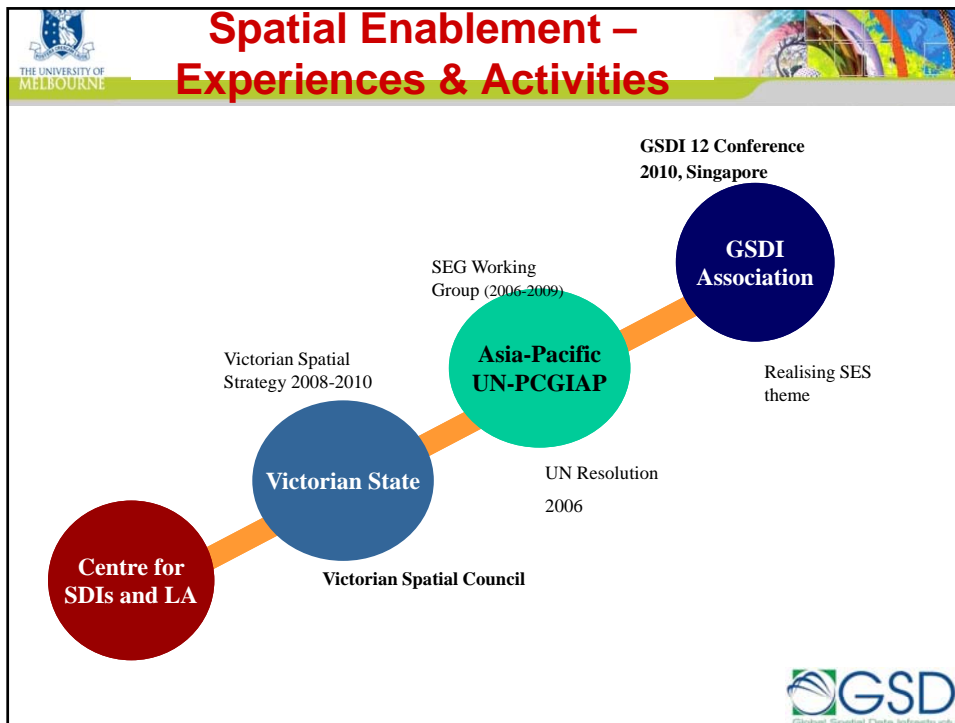 Spatial Enablement –
Experiences & Activities
THE UNIVERSITY OF
MELBOURNE
GSDI 12 Conference
2010, Singapore
GSDI
Association
SEG Working
Group (2006-2009)
Asia-Pacific
UN-PCGIAP
Realising SES
theme
Victorian Spatial
Strategy 2008-2010
Victorian State
UN Resolution
2006
Centre for
SDIs and LA
Victorian Spatial Council
GSD